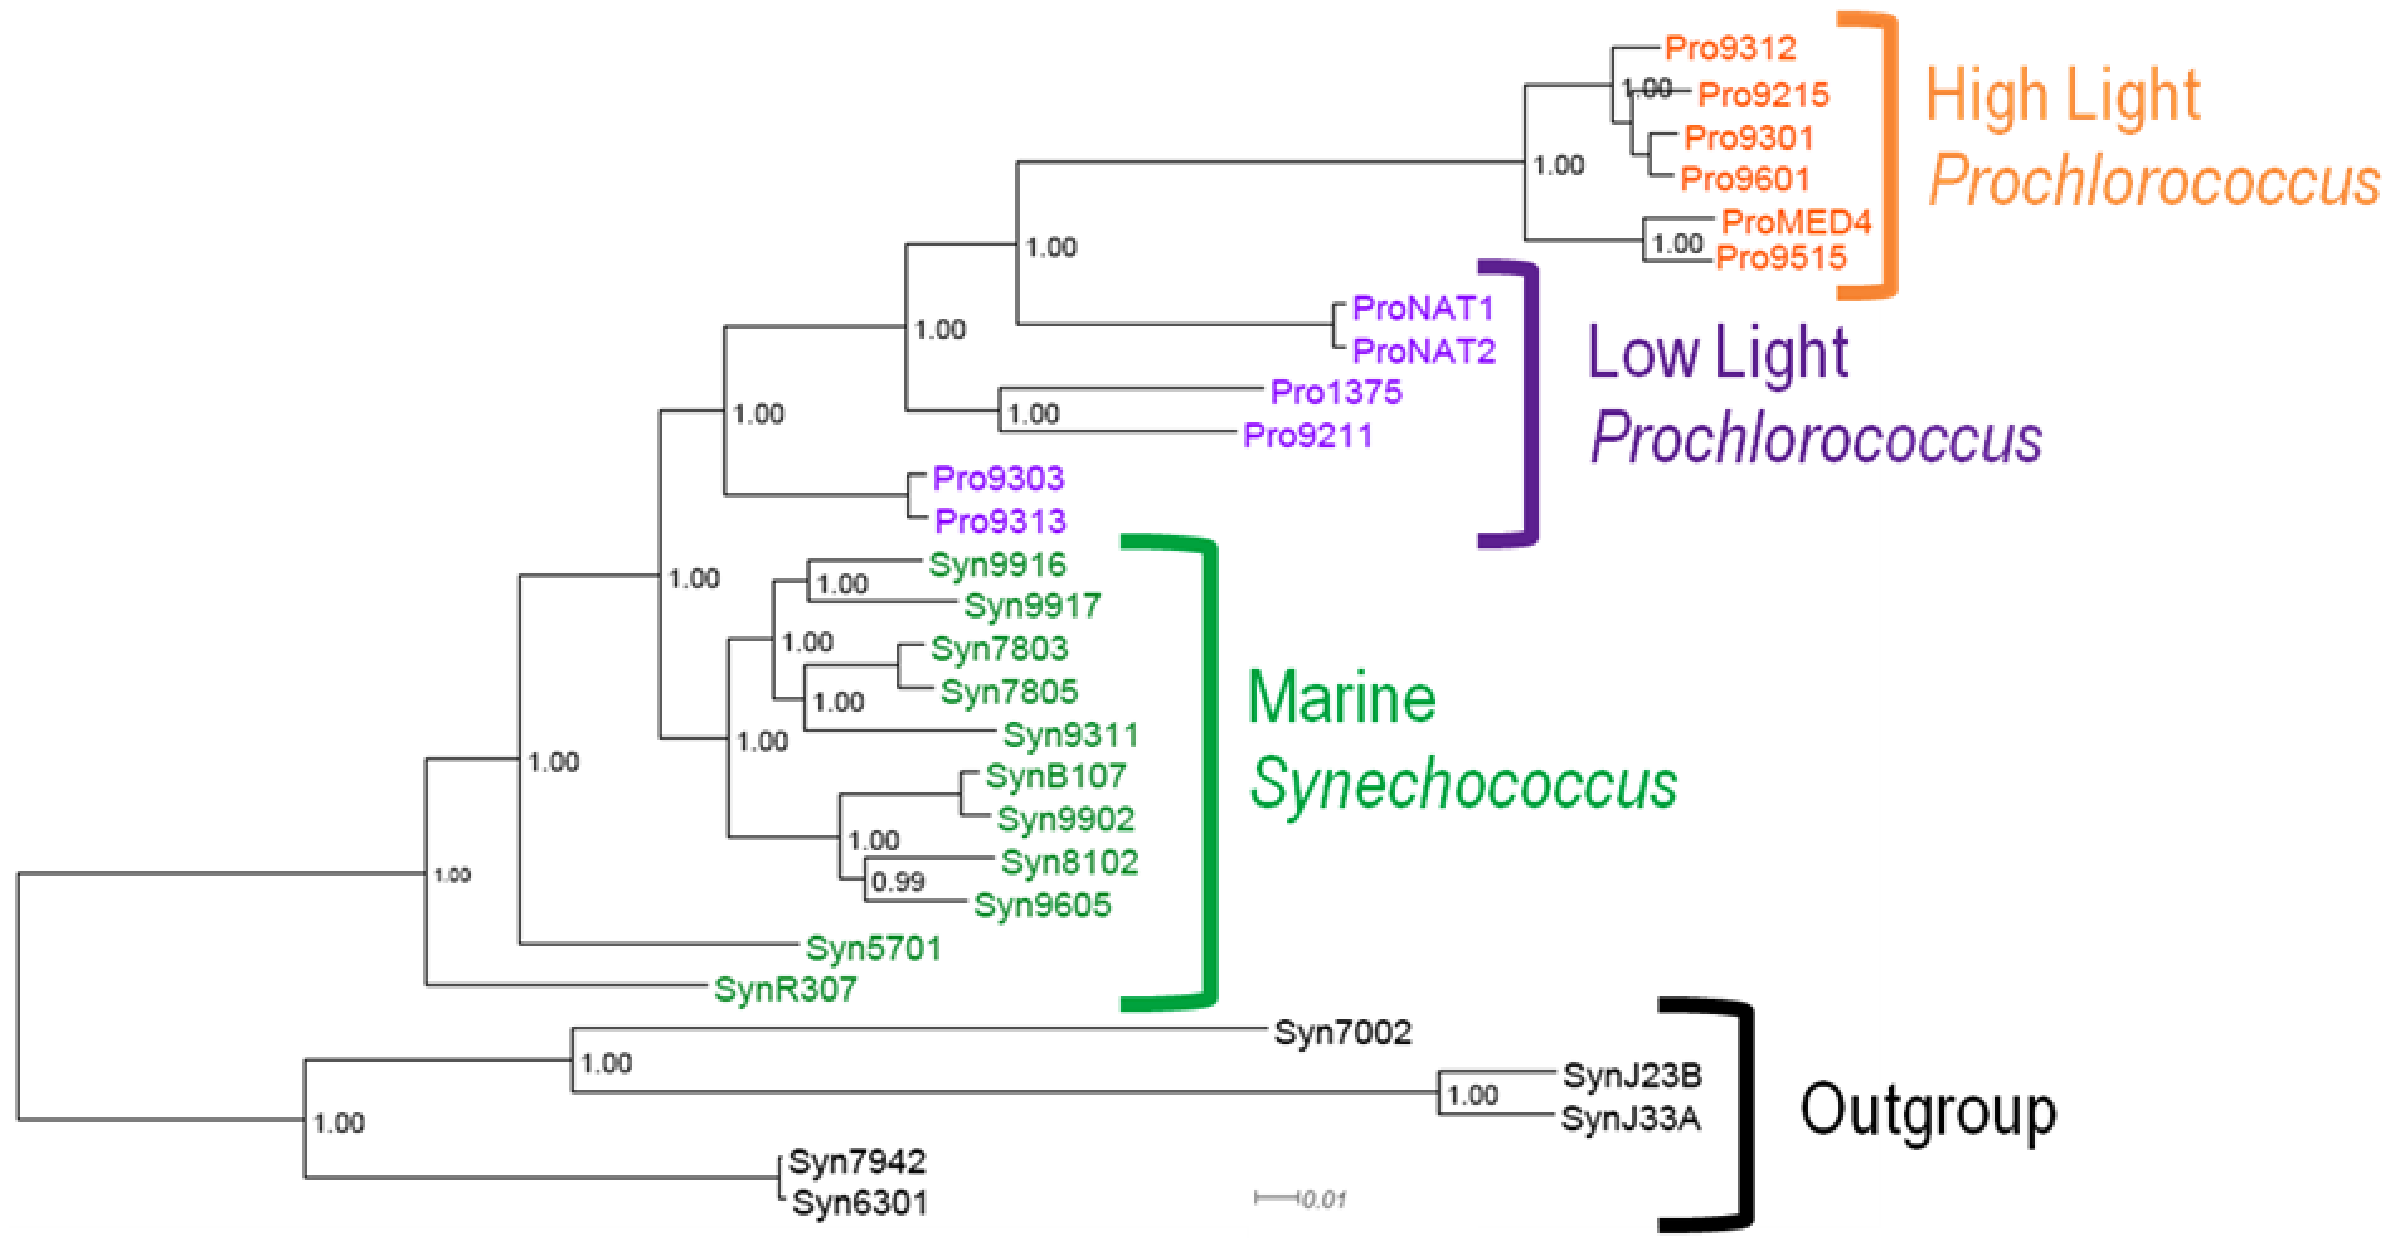 Pro9312
1.00
Pro9215
Pro9301
Pro9601
1.00
ProMED4
1.00
Pro9515
High Light
Prochlorococcus
1.00
ProNAT1
ProNAT2
1.00
Pro1375
1.00
Pro9211
1.00
Pro9303
Pro9313
Low Light
Prochlorococcus
Syn9916
1.00
Syn9917
1.00
1.00
Syn7803
Syn7805
1.00
Syn9311
1.00
SynB107
Syn9902
1.00
Syn8102
0.99
Syn9605
1.00
Syn5701
1.00
SynR307
Marine
Synechococcus
Syn7002
1.00
SynJ23B
1.00
SynJ33A
1.00
Syn7942
Syn6301
Outgroup
0.01